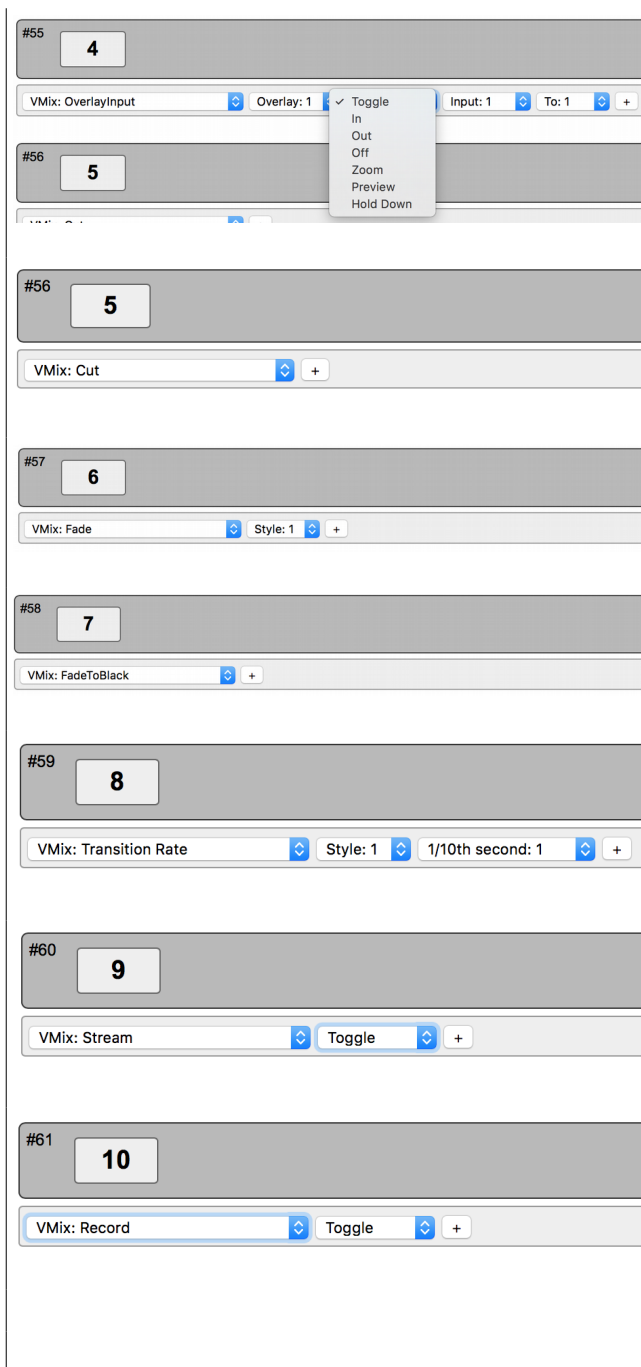 #55
4
VMix: OverlayInput Overlay: 1 ✓ Toggle Input: 1 To: 1 +
In
Out
Off
Zoom
Preview
Hold Down
#56
5
#56
5
VMix: Cut +
#57
6
VMix: Fade Style: 1 +
#58
7
VMix: FadeToBlack +
#59
8
VMix: Transition Rate Style: 1 1/10th second: 1 +
#60
9
VMix: Stream Toggle +
#61
10
VMix: Record Toggle +